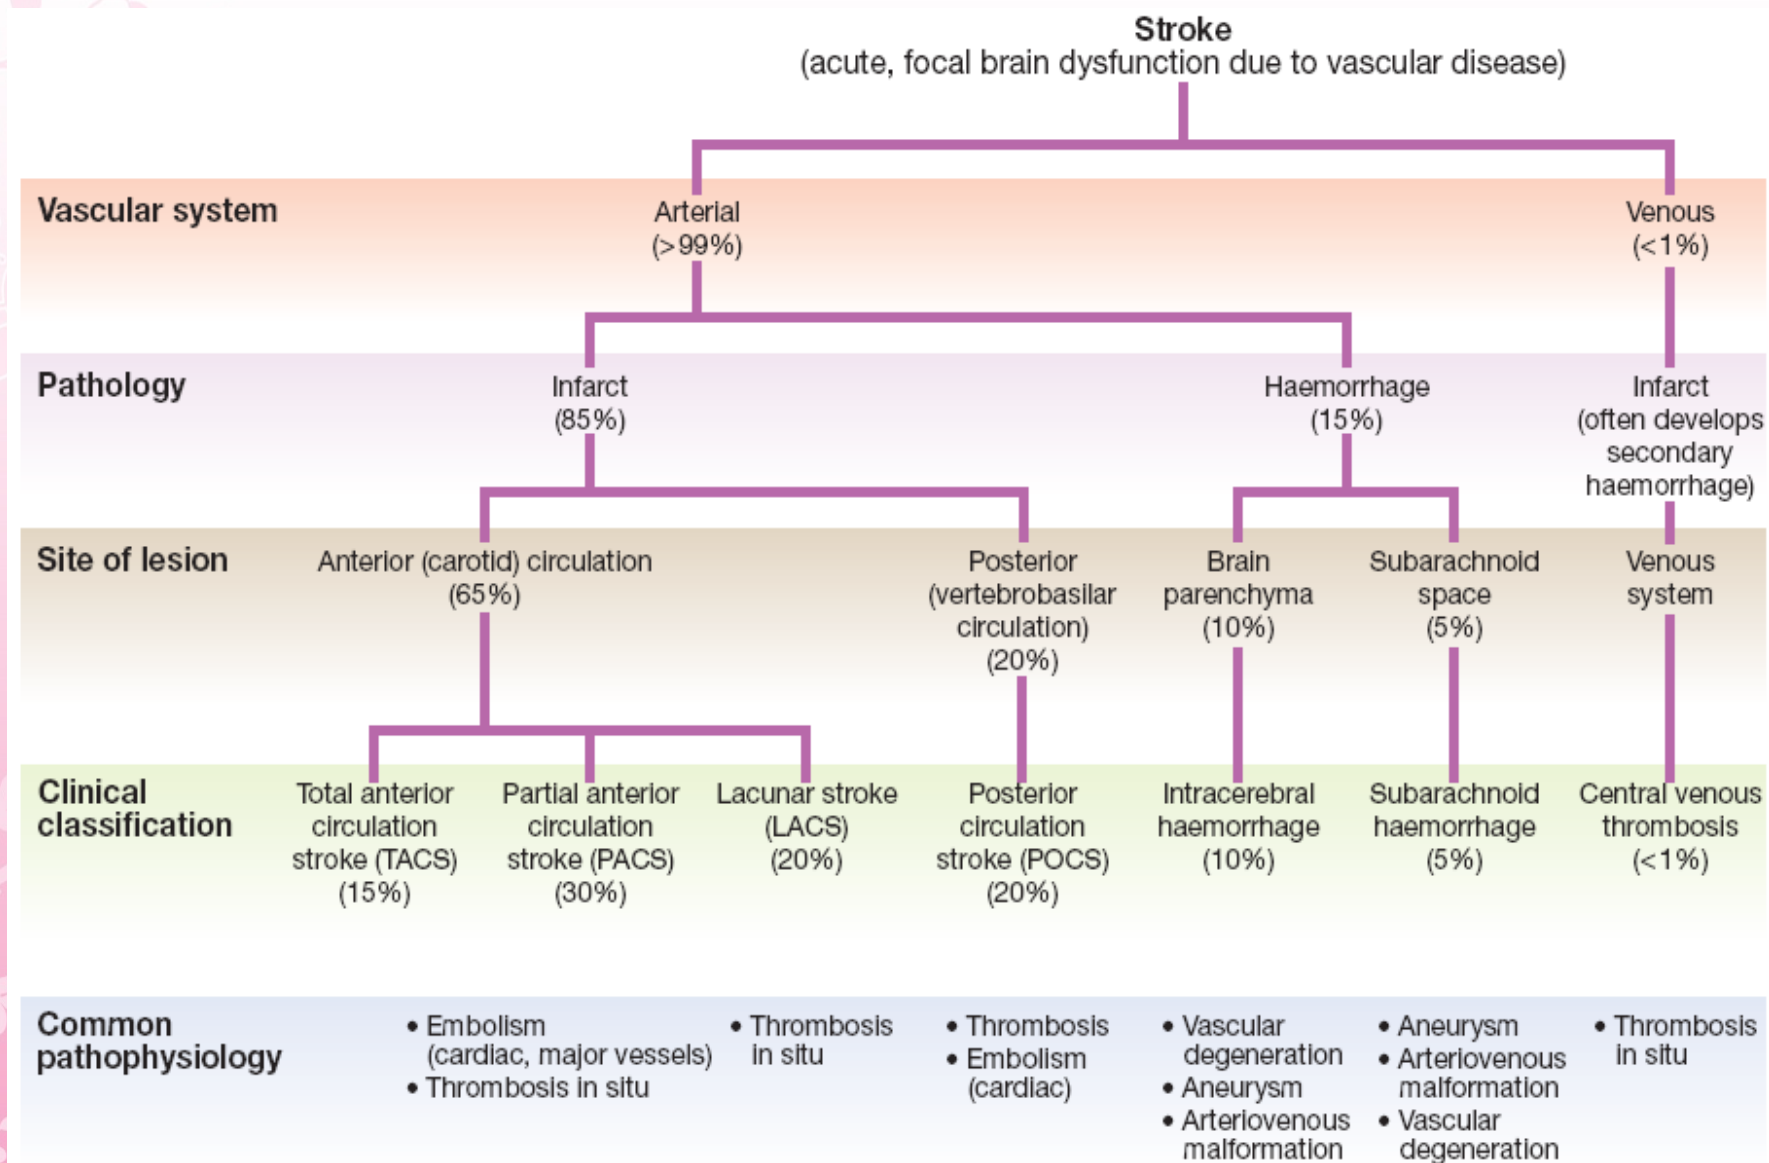 Stroke
(acute, focal brain dysfunction due to vascular disease)
Vascular system
Arterial
(>99%)
Venous
(<1%)
Pathology
Infarct
(85%)
Haemorrhage
(15%)
Infarct
(often develops
secondary
haemorrhage)
Site of lesion
Anterior (carotid) circulation
(65%)
Posterior
(vertebrobasilar
circulation)
(20%)
Brain
parenchyma
(10%)
Subarachnoid
space
(5%)
Venous
system
Clinical
classification
Total anterior
circulation
stroke (TACS)
(15%)
Partial anterior
circulation
stroke (PACS)
(30%)
Lacunar stroke
(LACS)
(20%)
Posterior
circulation
stroke (POCS)
(20%)
Intracerebral
haemorrhage
(10%)
Subarachnoid
haemorrhage
(5%)
Central venous
thrombosis
(<1%)
Common
pathophysiology
• Embolism
(cardiac, major vessels)
• Thrombosis in situ
• Thrombosis
in situ
• Thrombosis
• Embolism
(cardiac)
• Vascular
degeneration
• Aneurysm
• Arteriovenous
malformation
• Aneurysm
• Arteriovenous
malformation
• Vascular
degeneration
• Thrombosis
in situ